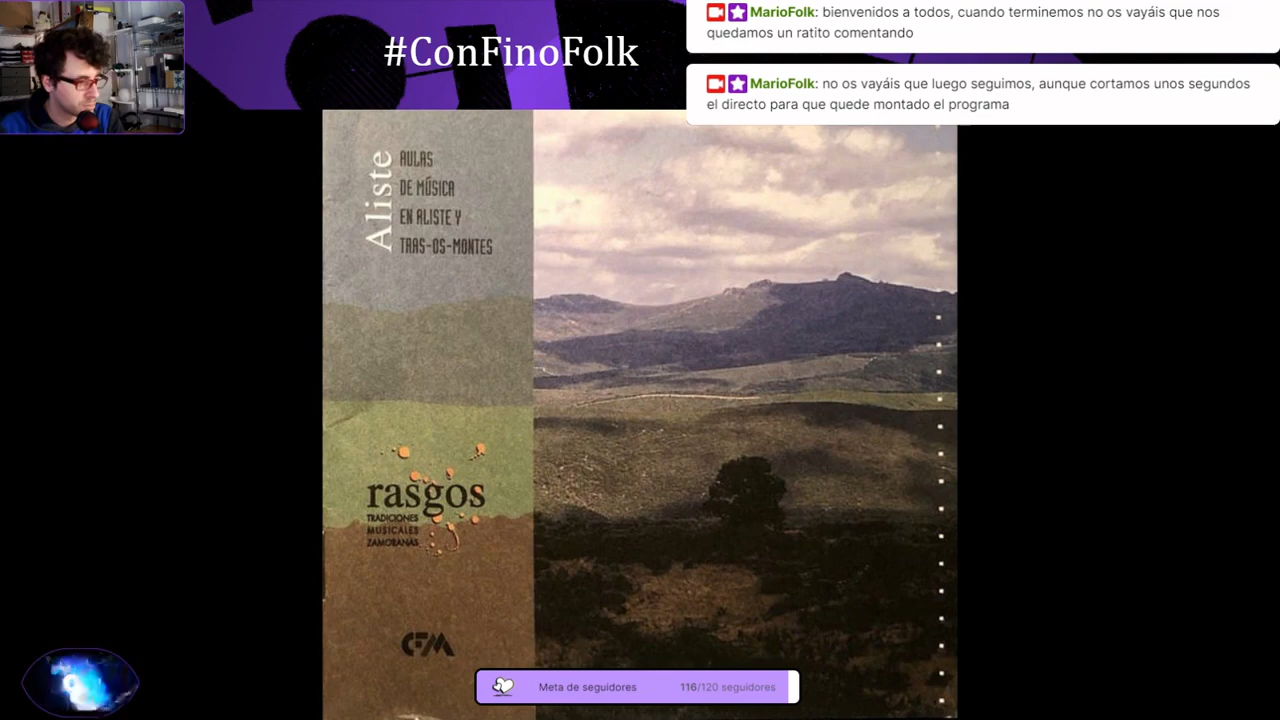 #ConFinoFolk
MarioFolk: bienvenidos a todos, cuando terminemos no os vayáis que nos
quedamos un ratito comentando
MarioFolk: no os vayáis que luego seguimos, aunque cortamos unos segundos
el directo para que quede montado el programa
Aliste
AULAS
DE MÚSICA
EN ALISTE Y
TRAS-OS-MONTES
rasgos
TRADICIONES
MUSICALES
ZAMORANAS
CFM
Meta de seguidores 116/120 seguidores